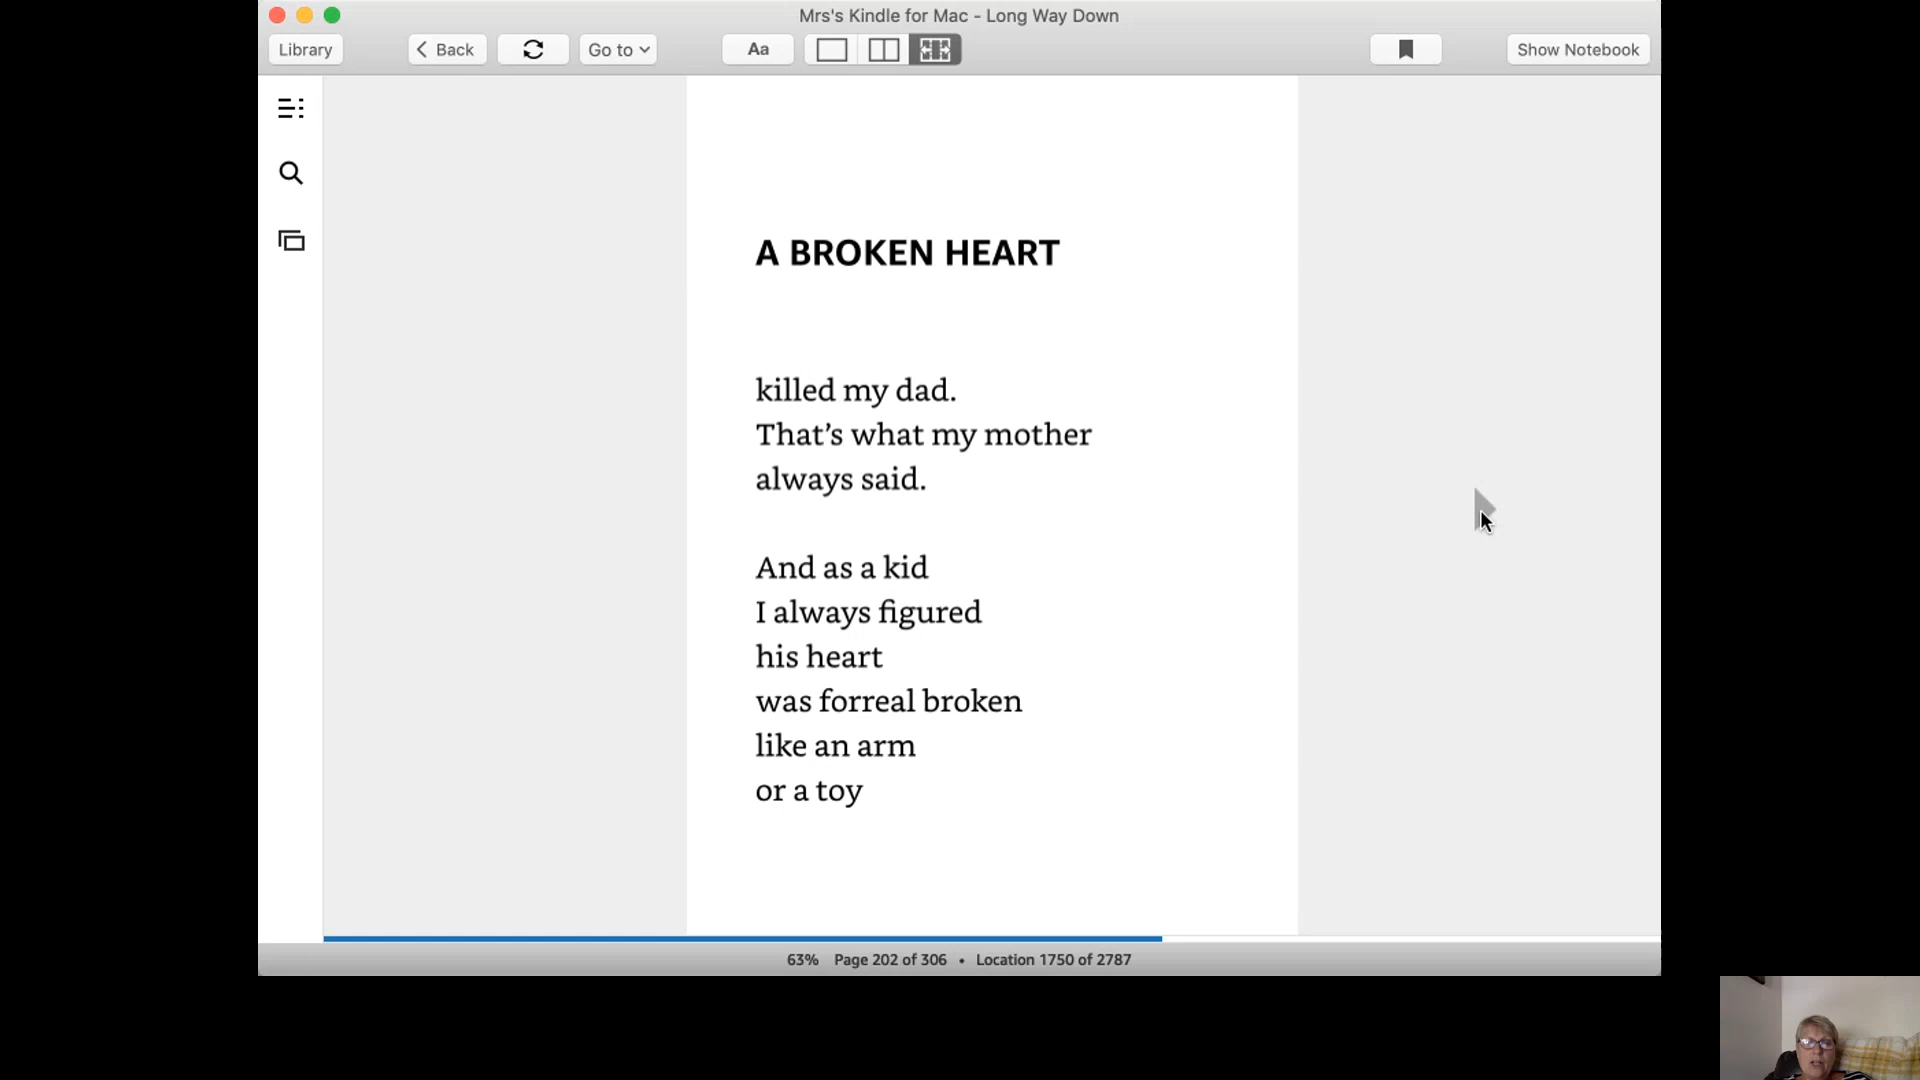 Mrs's Kindle for Mac - Long Way Down
Library
Back
Go to
Aa
Show Notebook
A BROKEN HEART
killed my dad.
That’s what my mother
always said.
And as a kid
I always figured
his heart
was forreal broken
like an arm
or a toy
63% Page 202 of 306 • Location 1750 of 2787